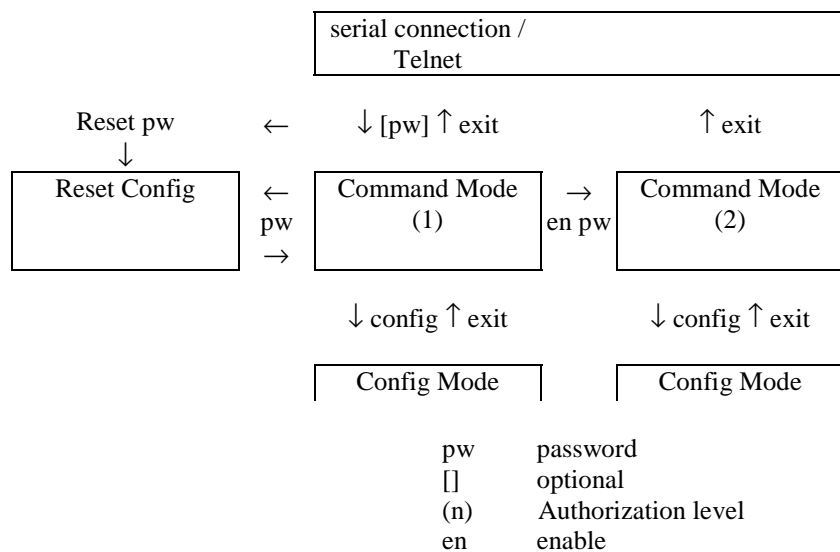 serial connection /
Telnet
Reset pw ← ↓ [pw] ↑ exit ↑ exit
↓
Reset Config ← Command Mode → Command Mode
pw (1) en pw (2)
→
↓ config ↑ exit ↓ config ↑ exit
Config Mode Config Mode
pw password
[] optional
(n) Authorization level
en enable